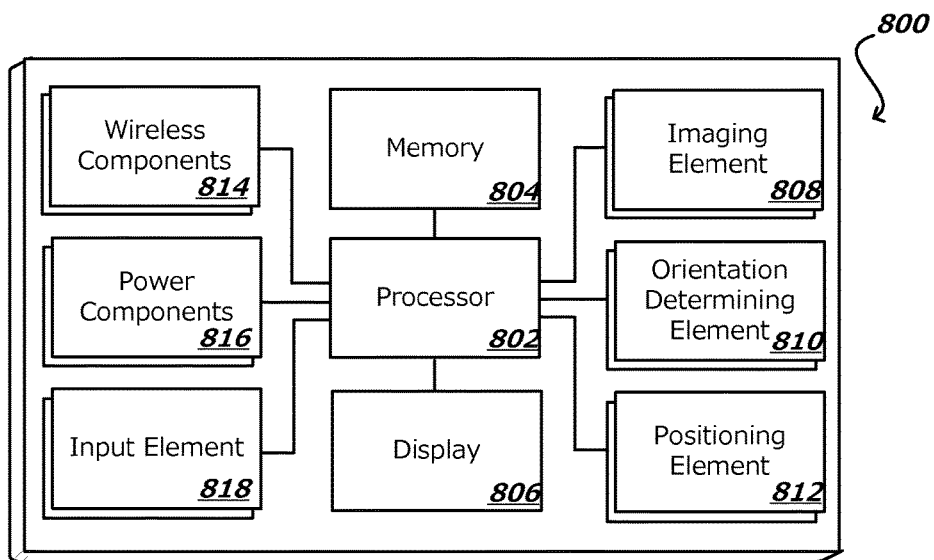 800
Wireless
Components
814
Memory
804
Imaging
Element
808
Power
Components
816
Processor
802
Orientation
Determining
Element
810
Input Element
818
Display
806
Positioning
Element
812